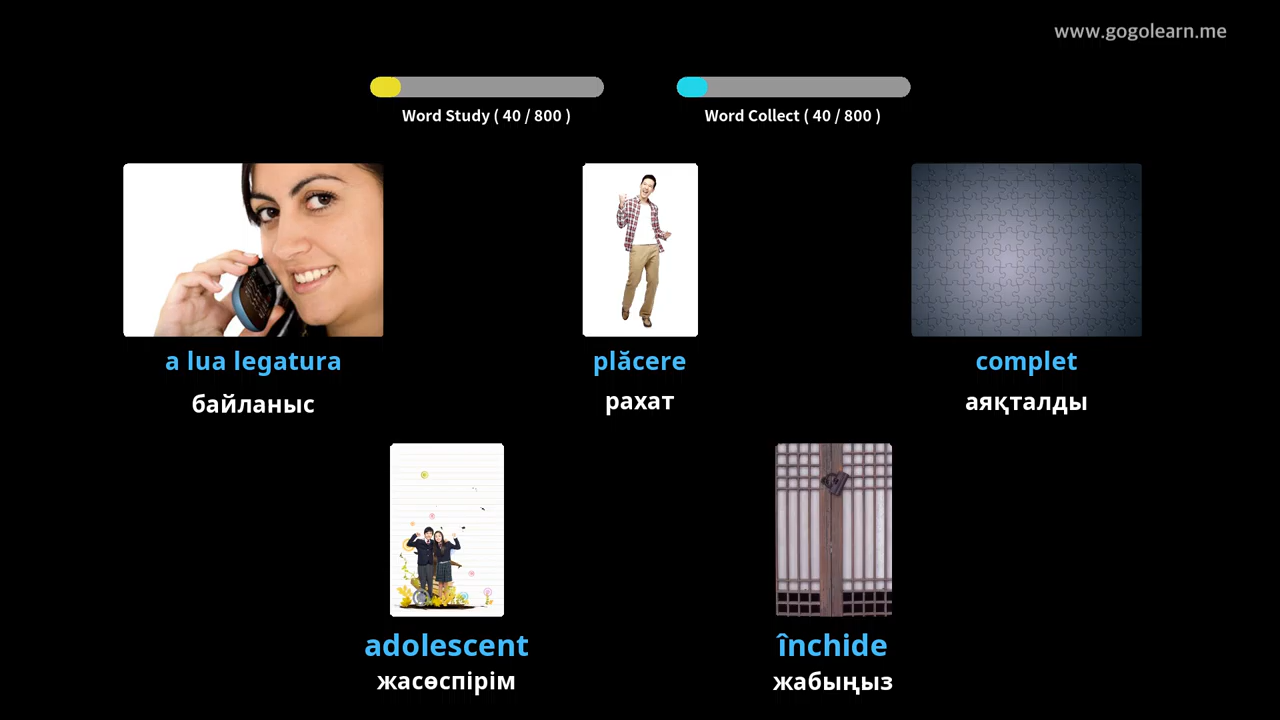 www.gogolearn.me
Word Study ( 40 / 800 )
Word Collect ( 40 / 800 )
a lua legatura
байланыс
plăcere
рахат
complet
аяқталды
adolescent
жасөспірім
închide
жабыңыз